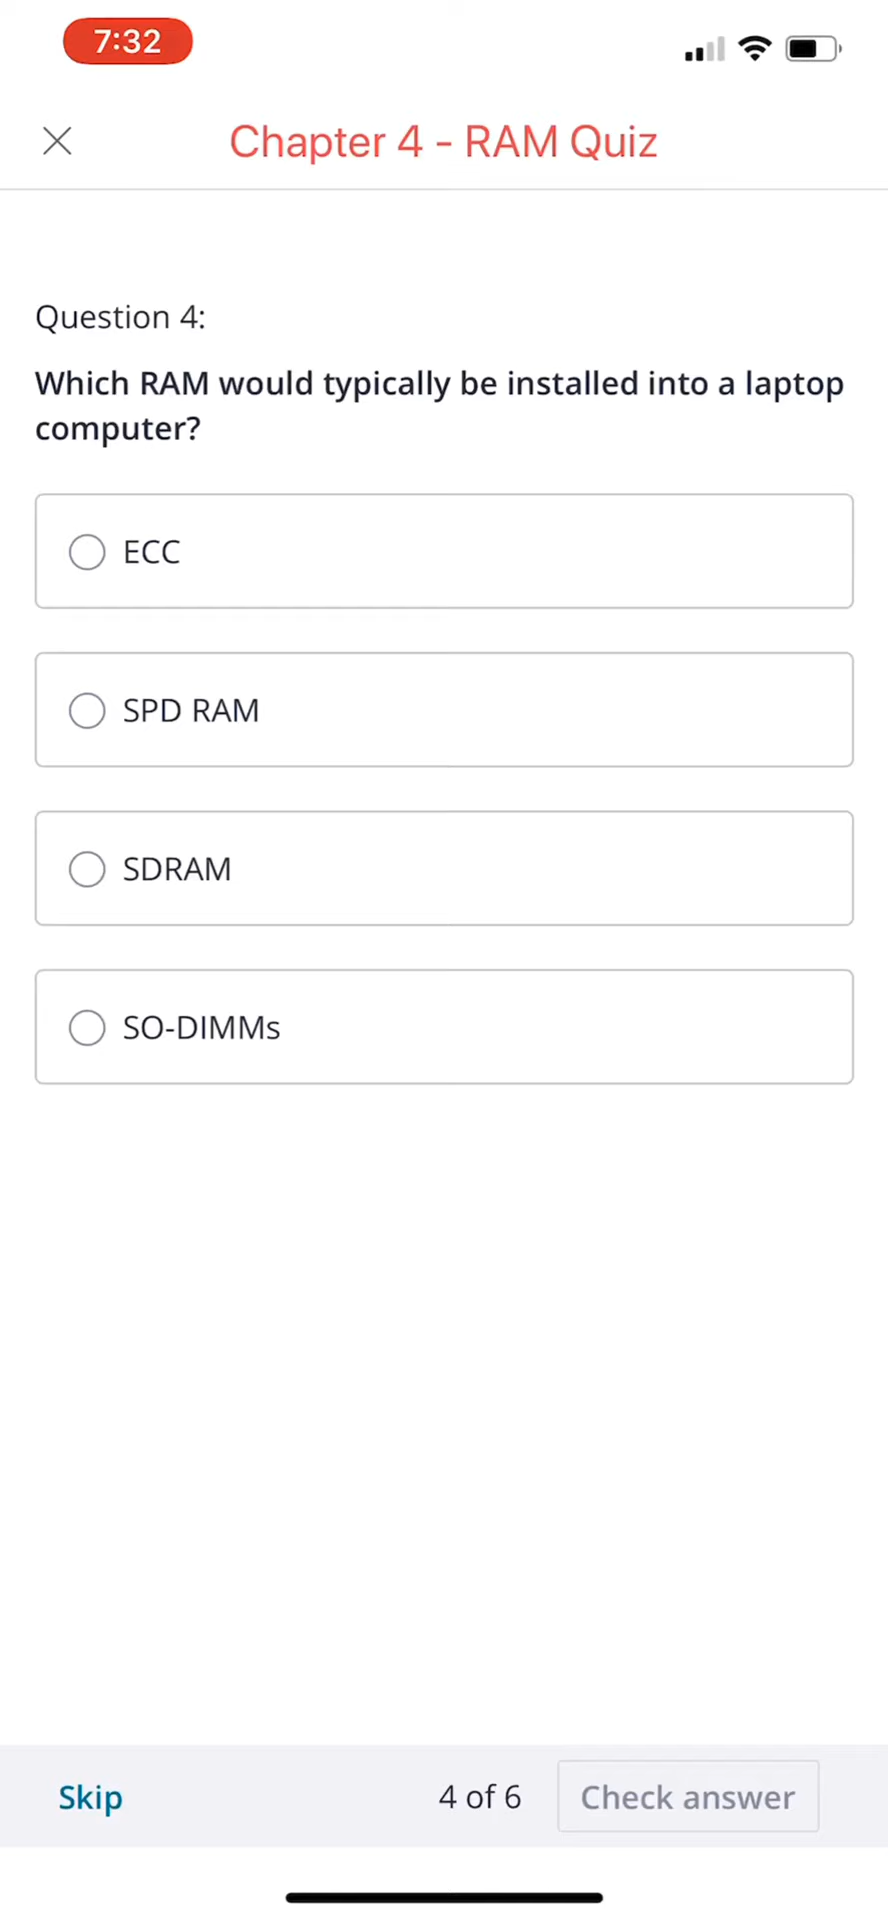 7:32
Chapter 4 - RAM Quiz
Question 4:
Which RAM would typically be installed into a laptop
computer?
ECC
SPD RAM
SDRAM
SO-DIMMs
Skip
4 of 6
Check answer